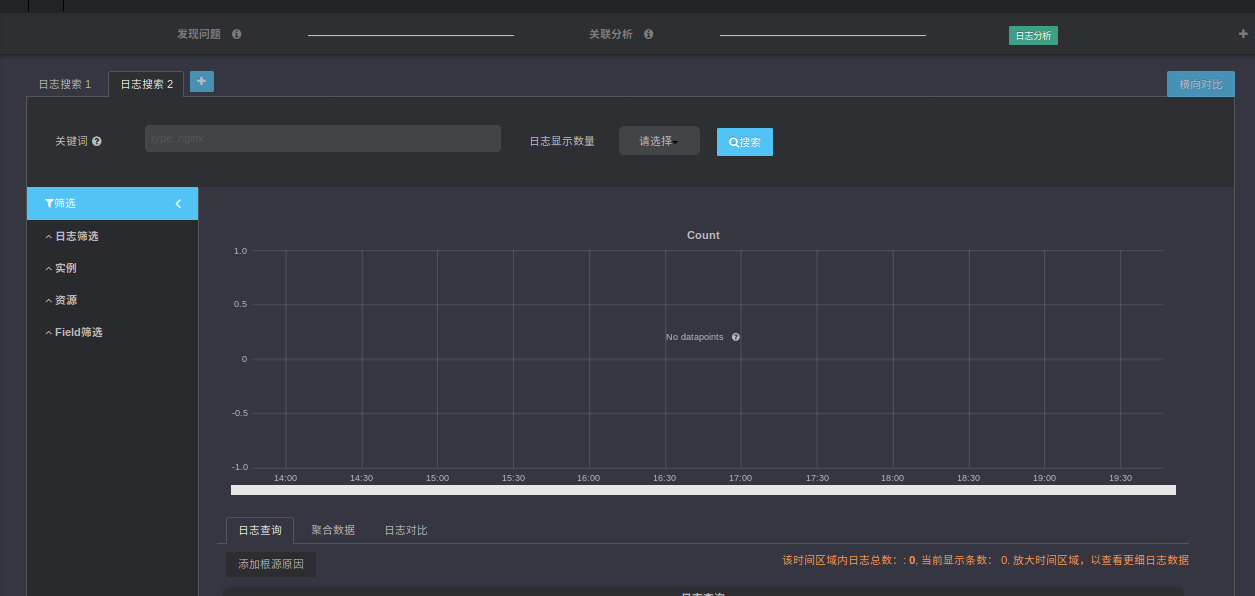 发现问题
关联分析
日志分析
日志搜索 1
日志搜索 2
横向对比
关键词
type: nginx
日志显示数量
请选择
搜索
筛选
日志筛选
实例
资源
Field筛选
Count
1.0
0.5
0
-0.5
-1.0
No datapoints
14:00 14:30 15:00 15:30 16:00 16:30 17:00 17:30 18:00 18:30 19:00 19:30
日志查询
聚合数据
日志对比
添加根源原因
该时间区域内日志总数: : 0, 当前显示条数: 0. 放大时间区域，以查看更细日志数据
日志查询